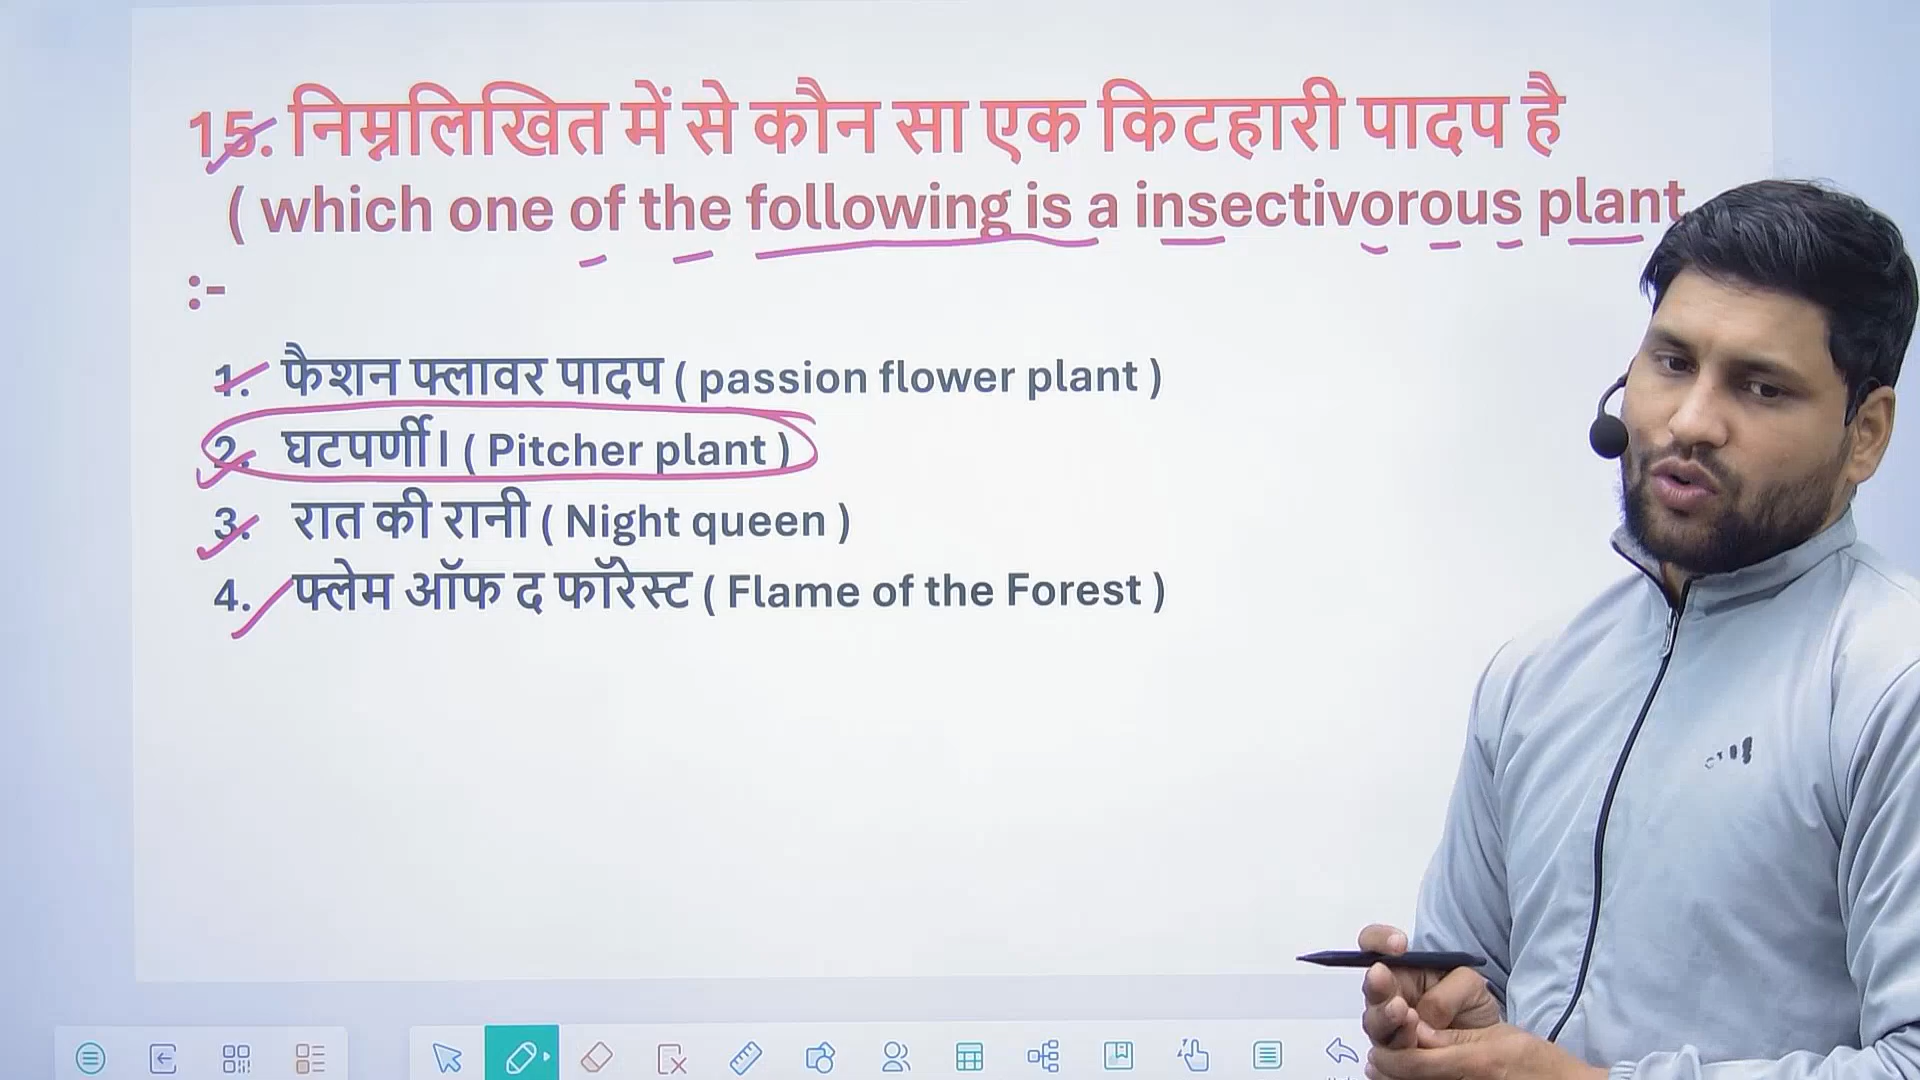 15. निम्नलिखित में से कौन सा एक किटहारी पादप है
( which one of the following is a insectivorous plant
:-
1. फैशन फ्लावर पादप ( passion flower plant )
2. घटपर्णी। ( Pitcher plant )
3. रात की रानी ( Night queen )
4. फ्लेम ऑफ द फॉरेस्ट ( Flame of the Forest )